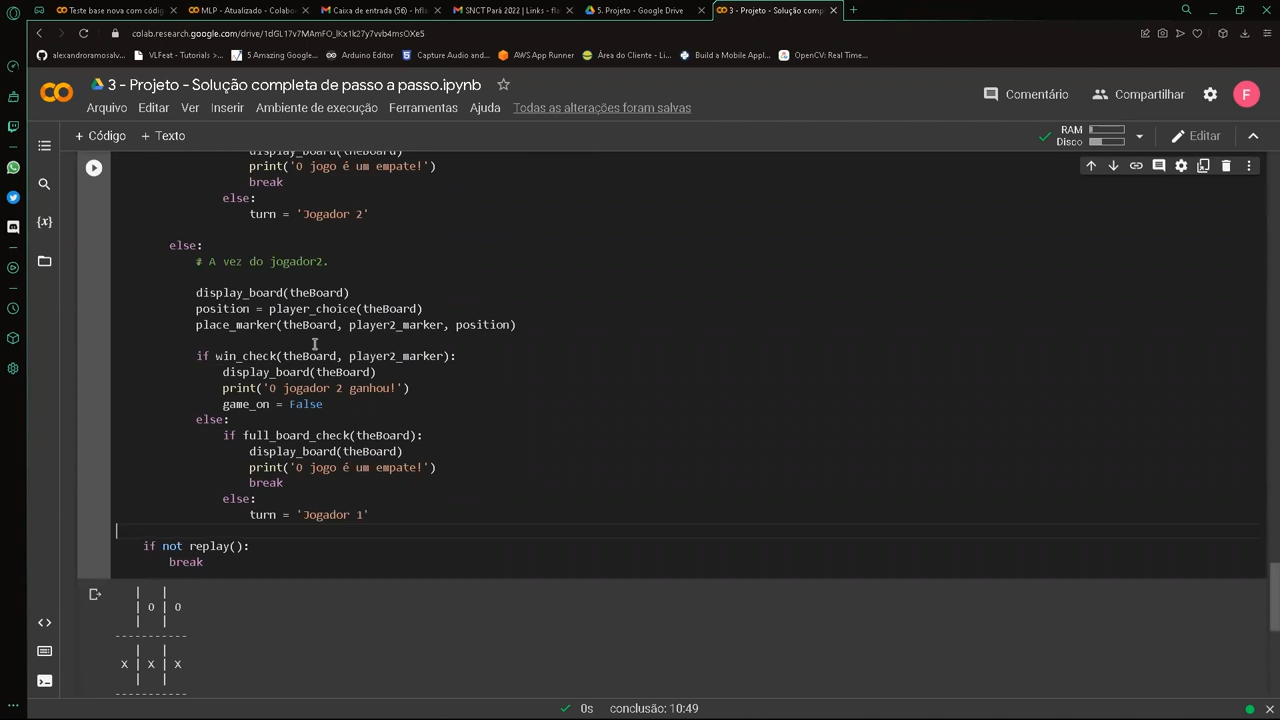 Teste base nova com códig
MLP - Atualizado - Colabo
Caixa de entrada (56) - hfla
SNCT Pará 2022 | Links - fla
5. Projeto - Google Drive
3 - Projeto - Solução comp
colab.research.google.com/drive/1dGL17v7MAmFO_lKx1k27y7vvb4msOXe5
alexandroramosalv...
VLFeat - Tutorials >...
5 Amazing Google...
Arduino Editor
Capture Audio and...
AWS App Runner
Área do Cliente - Li...
Build a Mobile Appl...
OpenCV: Real Time...
3 - Projeto - Solução completa de passo a passo.ipynb
Comentário
Compartilhar
F
Arquivo Editar Ver Inserir Ambiente de execução Ferramentas Ajuda Todas as alterações foram salvas
+ Código + Texto
RAM
Disco
Editar
display_board(theBoard)
print('O jogo é um empate!')
break
else:
turn = 'Jogador 2'
else:
# A vez do jogador2.
display_board(theBoard)
position = player_choice(theBoard)
place_marker(theBoard, player2_marker, position)
if win_check(theBoard, player2_marker):
display_board(theBoard)
print('O jogador 2 ganhou!')
game_on = False
else:
if full_board_check(theBoard):
display_board(theBoard)
print('O jogo é um empate!')
break
else:
turn = 'Jogador 1'
if not replay():
break
| |
| O | O
| |
-----------
X | X | X
| |
-----------
0s conclusão: 10:49